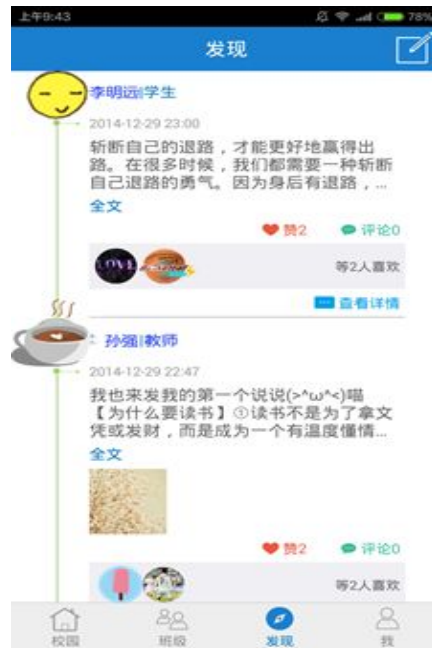 上午9:43
78%
发现
李明远|学生
2014-12-29 23:00
斩断自己的退路，才能更好地赢得出
路。在很多时候，我们都需要一种斩断
自己退路的勇气。因为身后有退路，...
全文
赞2 评论0
LOVE
等2人喜欢
查看详情
孙强|教师
2014-12-29 22:47
我也来发我的第一个说说(>^ω^<)喵
【为什么要读书】①读书不是为了拿文
凭或发财，而是成为一个有温度懂情...
全文
赞2 评论0
等2人喜欢
校园 班级 发现 我